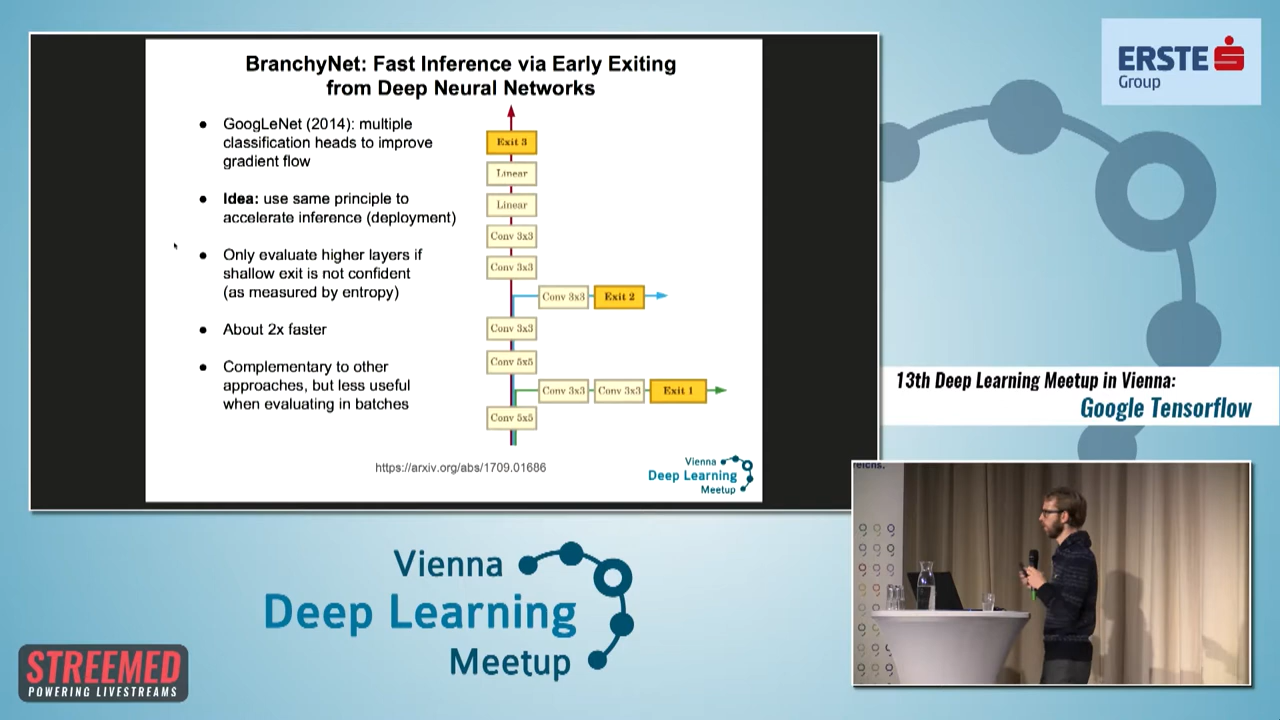 BranchyNet: Fast Inference via Early Exiting
from Deep Neural Networks
● GoogLeNet (2014): multiple
classification heads to improve
gradient flow
● Idea: use same principle to
accelerate inference (deployment)
● Only evaluate higher layers if
shallow exit is not confident
(as measured by entropy)
● About 2x faster
● Complementary to other
approaches, but less useful
when evaluating in batches
Exit 3
Linear
Linear
Conv 3x3
Conv 3x3
Conv 3x3 Exit 2
Conv 3x3
Conv 5x5
Conv 3x3 Conv 3x3 Exit 1
Conv 5x5
https://arxiv.org/abs/1709.01686
Vienna
Deep Learning
Meetup
ERSTE
Group
13th Deep Learning Meetup in Vienna:
Google Tensorflow
reichs,
Vienna
Deep Learning
Meetup
STREEMED
POWERING LIVESTREAMS